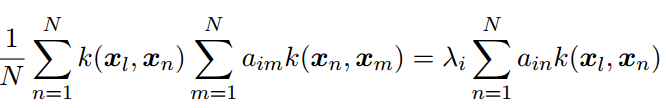 $$\frac{1}{N} \sum_{n=1}^{N} k(\boldsymbol{x}_l, \boldsymbol{x}_n) \sum_{m=1}^{N} a_{im} k(\boldsymbol{x}_n, \boldsymbol{x}_m) = \lambda_i \sum_{n=1}^{N} a_{in} k(\boldsymbol{x}_l, \boldsymbol{x}_n)$$